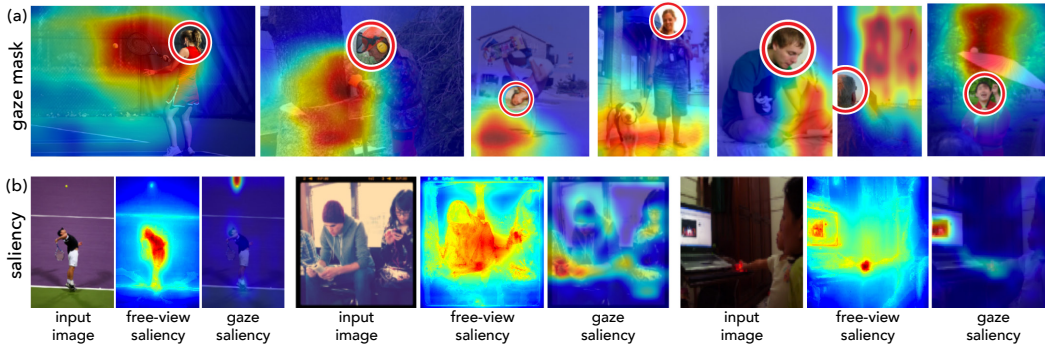 (a)
gaze mask
(b)
saliency
input
image
free-view
saliency
gaze
saliency
input
image
free-view
saliency
gaze
saliency
input
image
free-view
saliency
gaze
saliency